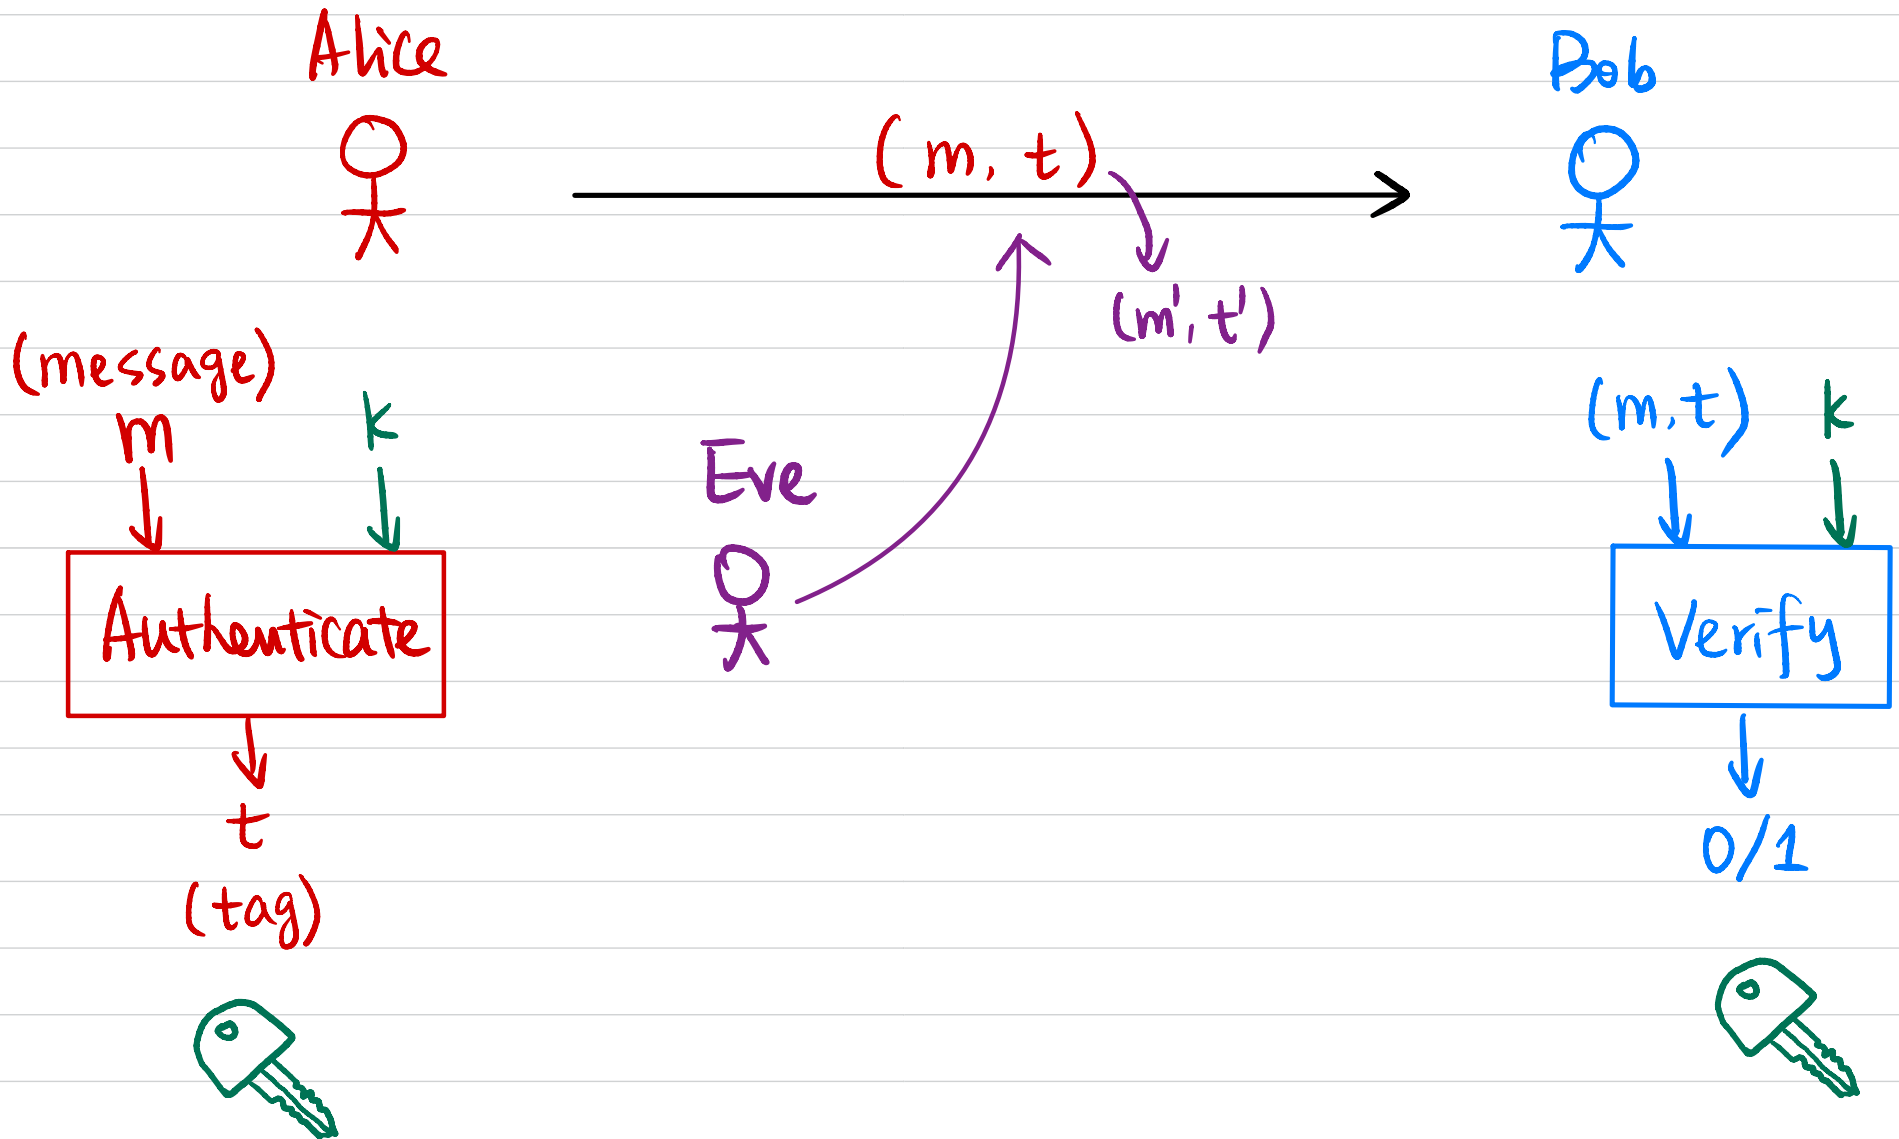 Alice
Bob
(m, t)
(m', t')
(message)
m
k
Eve
(m, t)
k
Authenticate
Verify
t
(tag)
0/1